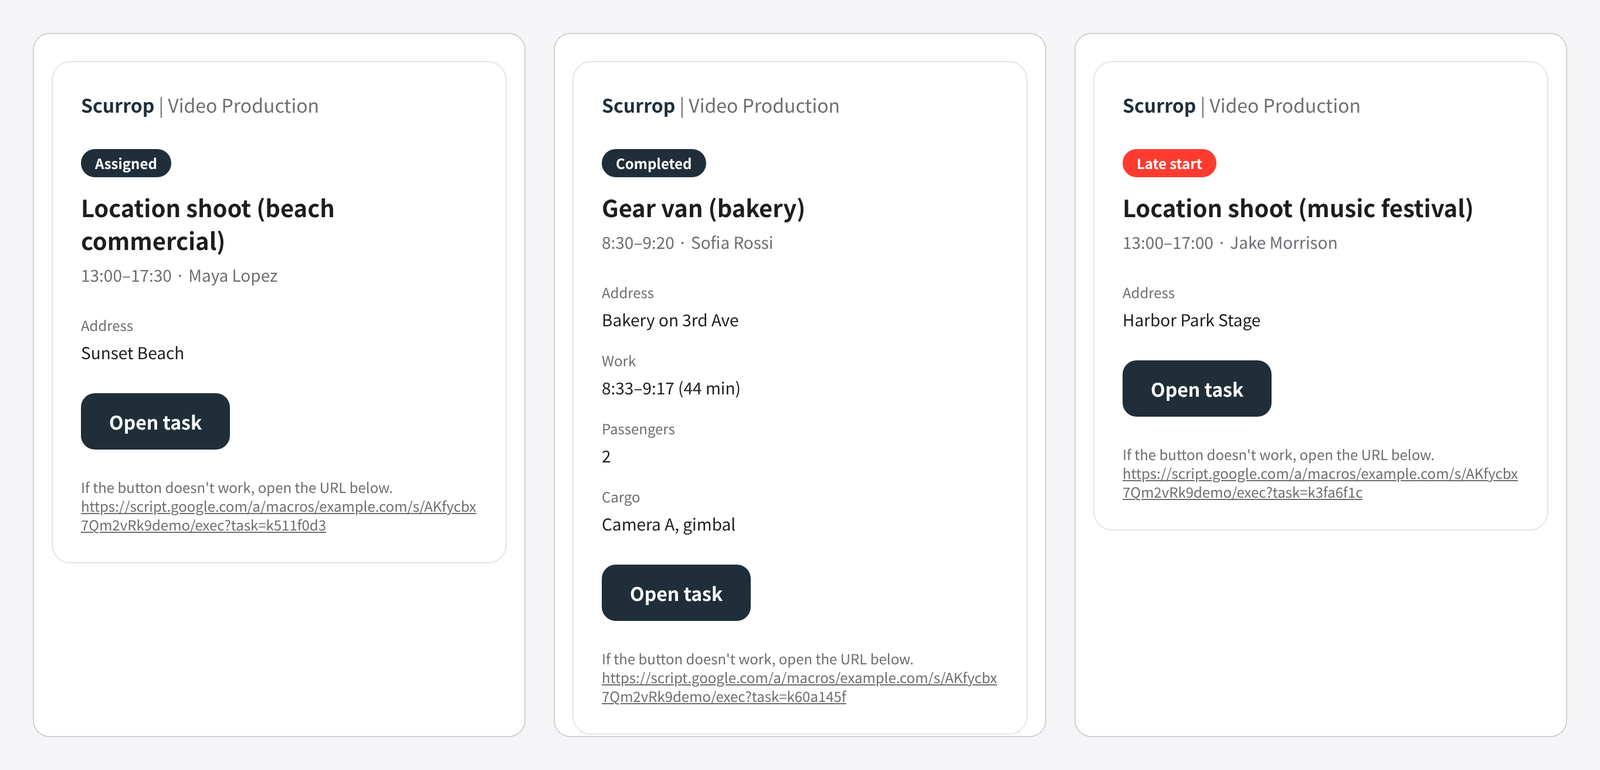 Scurrop | Video Production
Assigned
Location shoot (beach
commercial)
13:00–17:30 · Maya Lopez
Address
Sunset Beach
Open task
If the button doesn't work, open the URL below.
https://script.google.com/a/macros/example.com/s/AKfycbx
7Qm2vRk9demo/exec?task=k511f0d3
Scurrop | Video Production
Completed
Gear van (bakery)
8:30–9:20 · Sofia Rossi
Address
Bakery on 3rd Ave
Work
8:33–9:17 (44 min)
Passengers
2
Cargo
Camera A, gimbal
Open task
If the button doesn't work, open the URL below.
https://script.google.com/a/macros/example.com/s/AKfycbx
7Qm2vRk9demo/exec?task=k60a145f
Scurrop | Video Production
Late start
Location shoot (music festival)
13:00–17:00 · Jake Morrison
Address
Harbor Park Stage
Open task
If the button doesn't work, open the URL below.
https://script.google.com/a/macros/example.com/s/AKfycbx
7Qm2vRk9demo/exec?task=k3fa6f1c